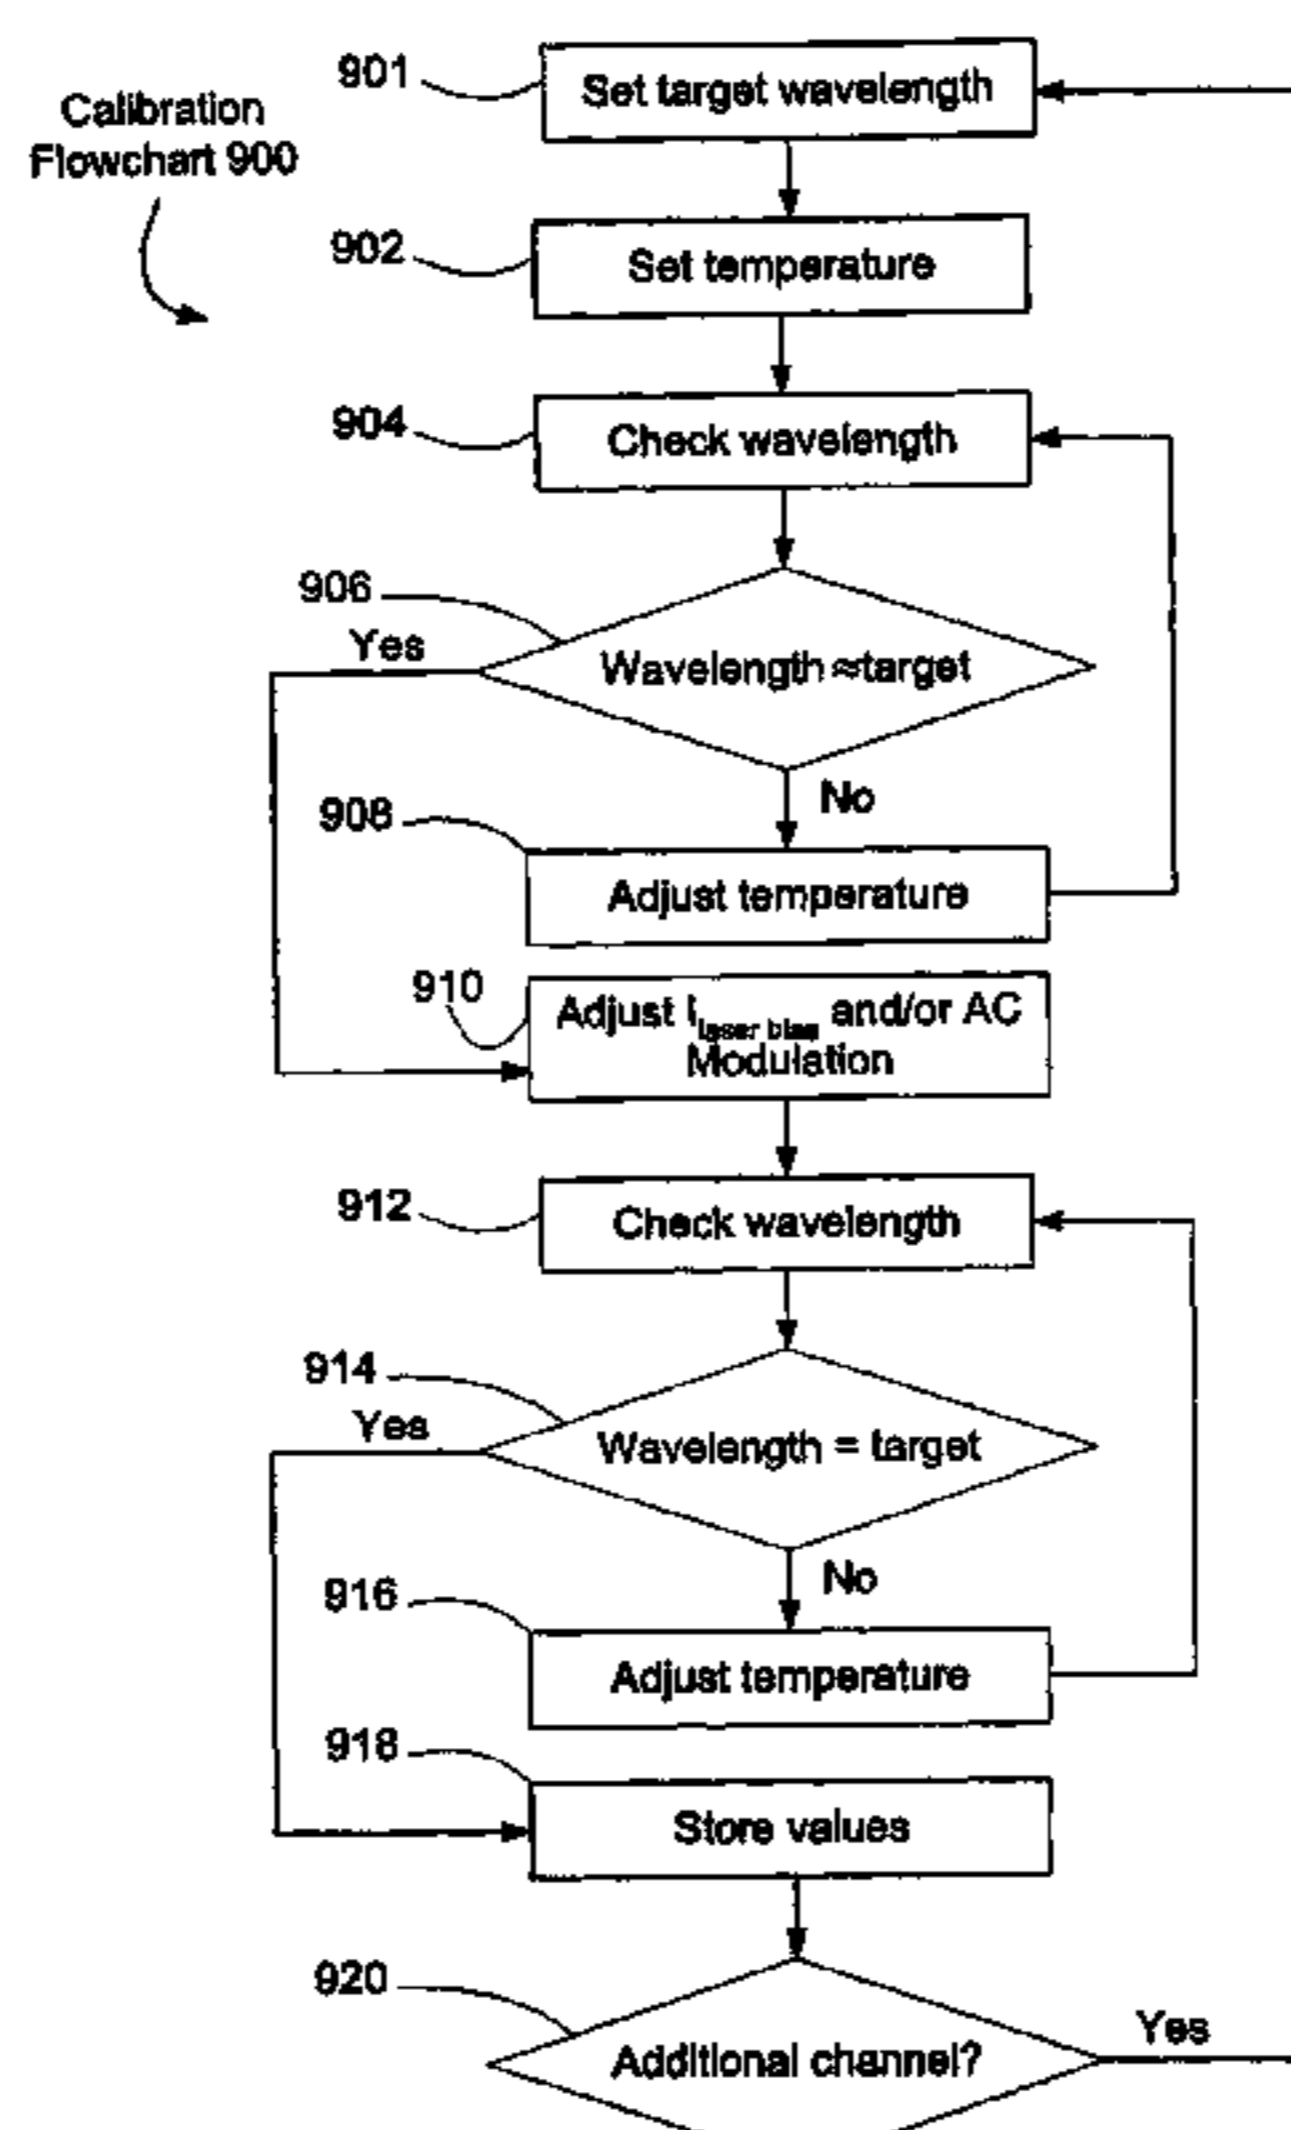 Calibration
Flowchart 900
901
Set target wavelength
902
Set temperature
904
Check wavelength
906
Yes
Wavelength ≈target
No
908
Adjust temperature
910
Adjust I laser bias and/or AC
Modulation
912
Check wavelength
914
Yes
Wavelength = target
No
916
Adjust temperature
918
Store values
920
Additional channel?
Yes